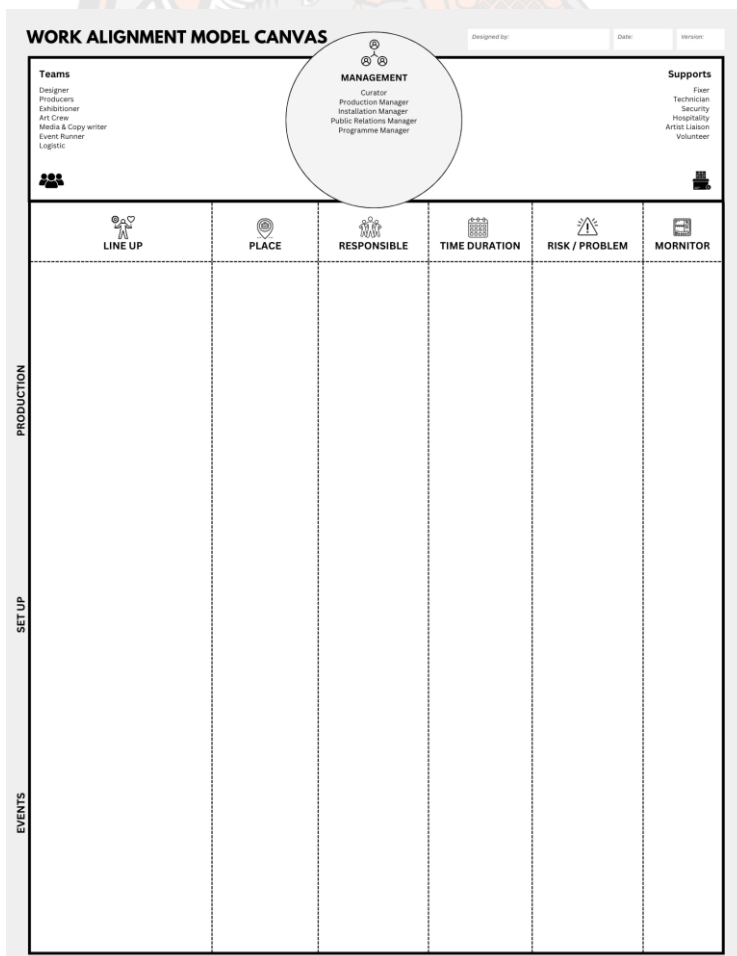 WORK ALIGNMENT MODEL CANVAS
Designed by:
Date:
Version:
Teams
Designer
Producers
Exhibitioner
Art Crew
Media & Copy writer
Event Runner
Logistic
MANAGEMENT
Curator
Production Manager
Installation Manager
Public Relations Manager
Programme Manager
Supports
Fixer
Technician
Security
Hospitality
Artist Liaison
Volunteer
LINE UP
PLACE
RESPONSIBLE
TIME DURATION
RISK / PROBLEM
MORNITOR
PRODUCTION
SET UP
EVENTS